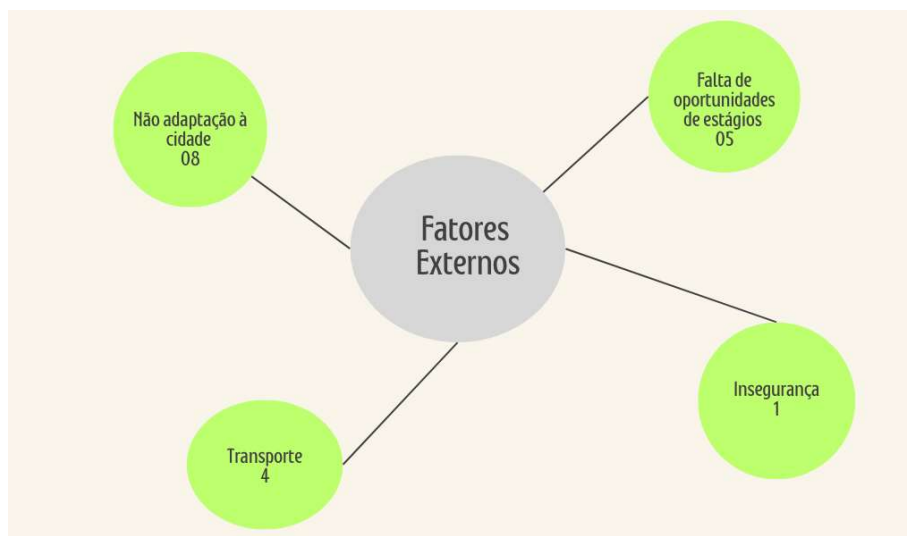 Não adaptação à
cidade
08
Falta de
oportunidades
de estágios
05
Fatores
Externos
Insegurança
1
Transporte
4